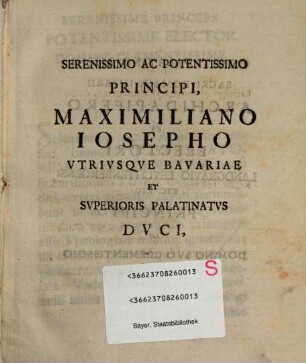 SERENISSIMO AC POTENTISSIMO
PRINCIPI,
MAXIMILIANO
IOSEPHO
VTRIVSQVE BAVARIAE
ET
SVPERIORIS PALATINATVS
DVCI,
<36623708260013
S
<36623708260013
Bayer. Staatsbibliothek